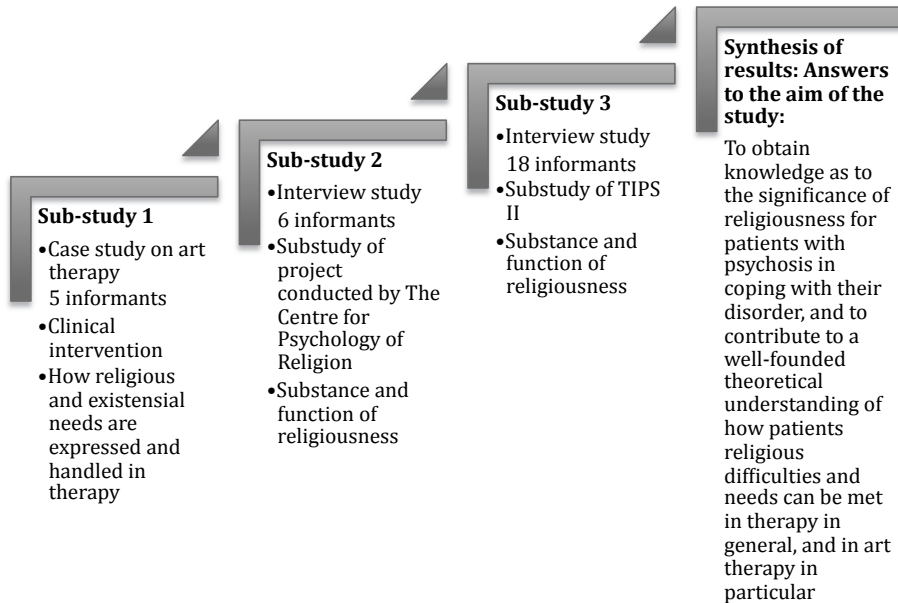 Sub-study 1
•Case study on art
therapy
5 informants
•Clinical
intervention
•How religious
and existensial
needs are
expressed and
handled in
therapy
Sub-study 2
•Interview study
6 informants
•Substudy of
project
conducted by The
Centre for
Psychology of
Religion
•Substance and
function of
religiousness
Sub-study 3
•Interview study
18 informants
•Substudy of TIPS
II
•Substance and
function of
religiousness
Synthesis of
results: Answers
to the aim of the
study:
To obtain
knowledge as to
the significance of
religiousness for
patients with
psychosis in
coping with their
disorder, and to
contribute to a
well-founded
theoretical
understanding of
how patients
religious
difficulties and
needs can be met
in therapy in
general, and in art
therapy in
particular